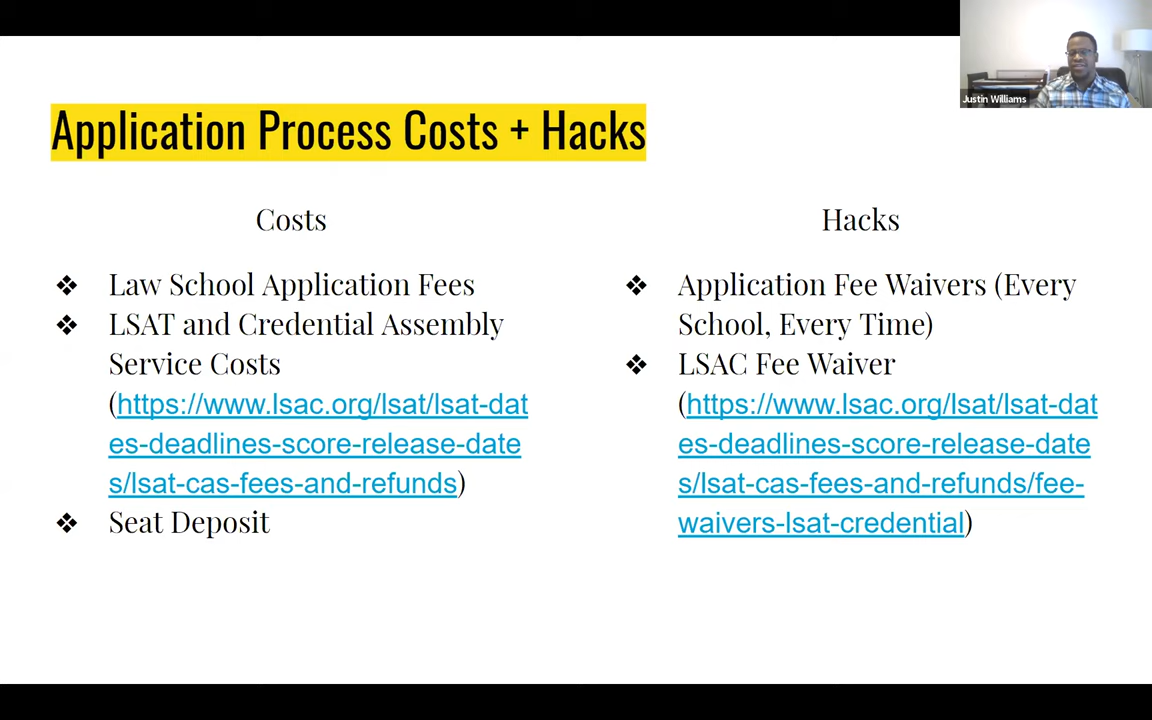 Justin Williams
Application Process Costs + Hacks
Costs
❖ Law School Application Fees
❖ LSAT and Credential Assembly
Service Costs
(https://www.lsac.org/lsat/lsat-dat
es-deadlines-score-release-date
s/lsat-cas-fees-and-refunds)
❖ Seat Deposit
Hacks
❖ Application Fee Waivers (Every
School, Every Time)
❖ LSAC Fee Waiver
(https://www.lsac.org/lsat/lsat-dat
es-deadlines-score-release-date
s/lsat-cas-fees-and-refunds/fee-
waivers-lsat-credential)